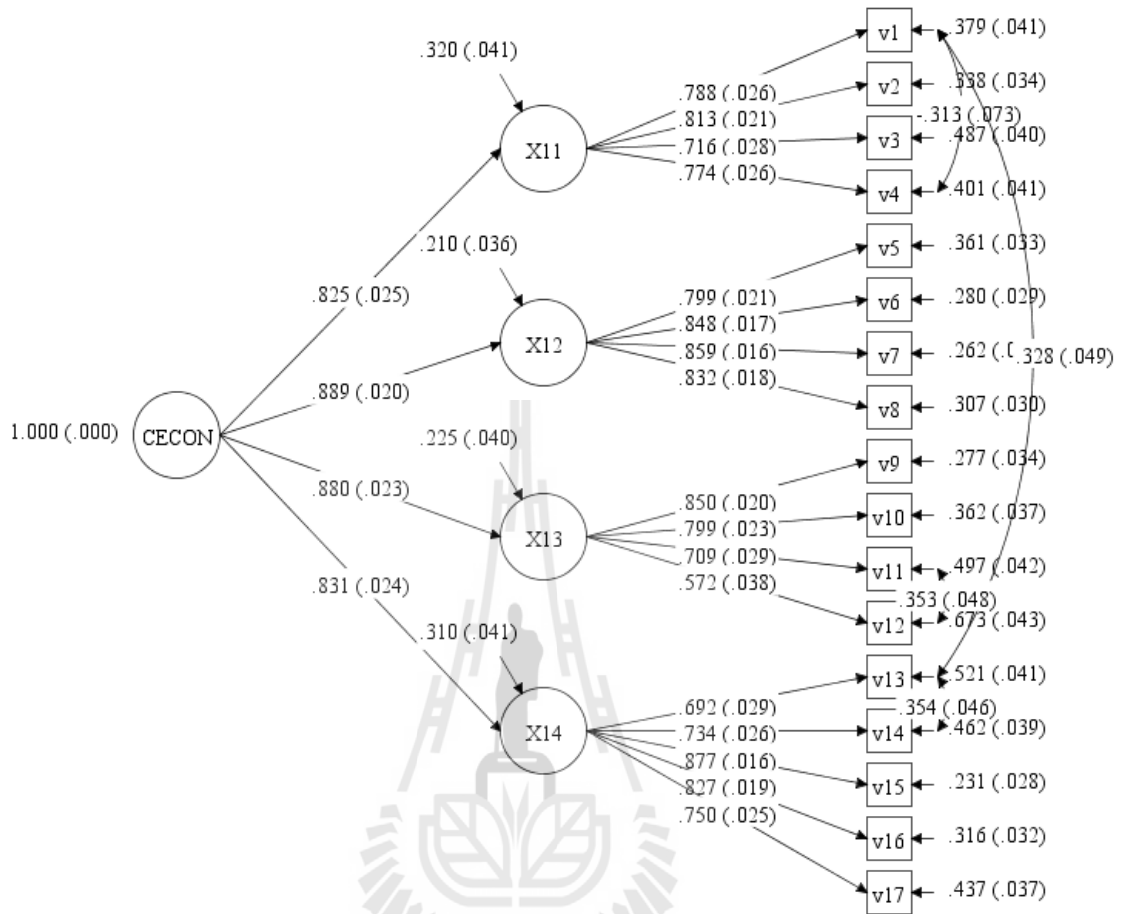 v1
.379 (.041)
.320 (.041)
v2
.338 (.034)
.788 (.026)
-.313 (.073)
.813 (.021)
v3
.487 (.040)
X11
.716 (.028)
.774 (.026)
v4
.401 (.041)
.210 (.036)
v5
.361 (.033)
.825 (.025)
.799 (.021)
v6
.280 (.029)
.848 (.017)
X12
.859 (.016)
v7
.262
.328 (.049)
.832 (.018)
.889 (.020)
v8
.307 (.030)
1.000 (.000)
CECON
.225 (.040)
v9
.277 (.034)
.880 (.023)
.850 (.020)
v10
.362 (.037)
.799 (.023)
X13
.709 (.029)
v11
.497 (.042)
.572 (.038)
.831 (.024)
.353 (.048)
v12
.673 (.043)
.310 (.041)
v13
.521 (.041)
.692 (.029)
.354 (.046)
X14
.734 (.026)
v14
.462 (.039)
.877 (.016)
v15
.231 (.028)
.827 (.019)
.750 (.025)
v16
.316 (.032)
v17
.437 (.037)